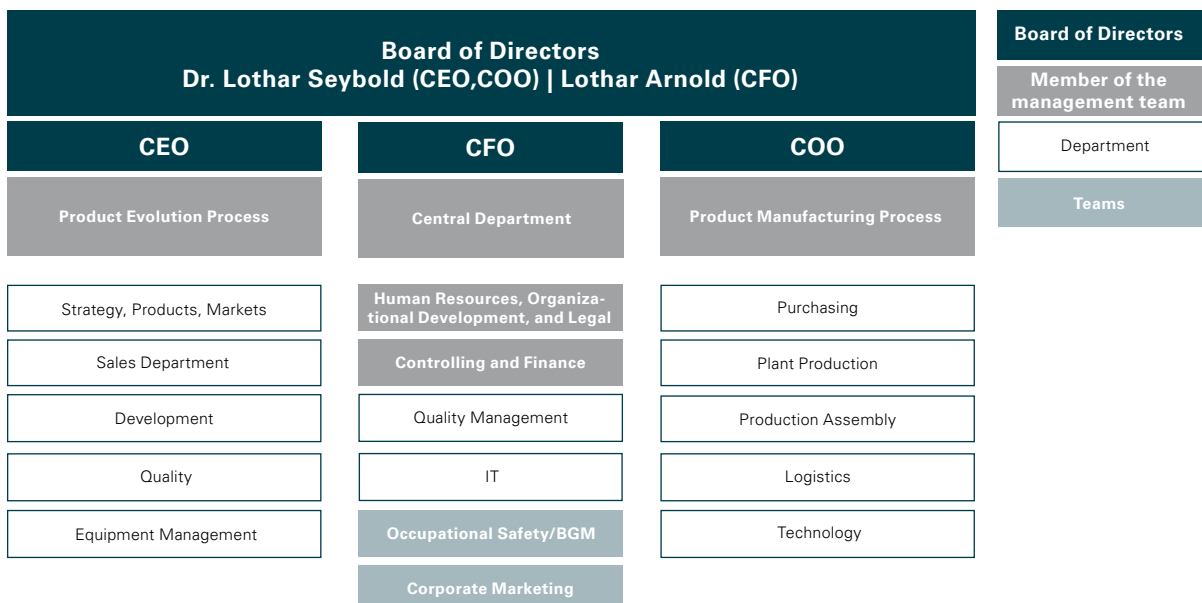 Board of Directors
Dr. Lothar Seybold (CEO,COO) | Lothar Arnold (CFO)
CEO
Product Evolution Process
Strategy, Products, Markets
Sales Department
Development
Quality
Equipment Management
CFO
Central Department
Human Resources, Organiza-
tional Development, and Legal
Controlling and Finance
Quality Management
IT
Occupational Safety/BGM
Corporate Marketing
COO
Product Manufacturing Process
Purchasing
Plant Production
Production Assembly
Logistics
Technology
Board of Directors
Member of the
management team
Department
Teams